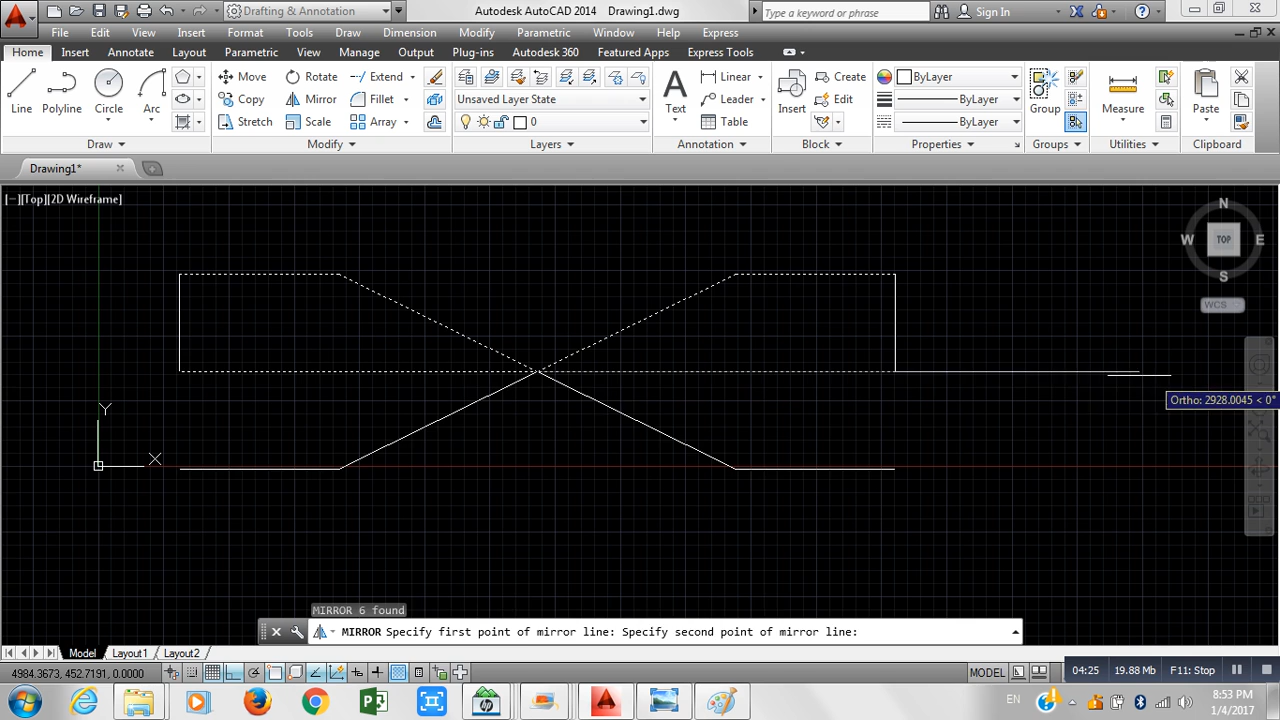 Drafting & Annotation
Autodesk AutoCAD 2014 Drawing1.dwg
Type a keyword or phrase
Sign In
File Edit View Insert Format Tools Draw Dimension Modify Parametric Window Help Express
Home Insert Annotate Layout Parametric View Manage Output Plug-ins Autodesk 360 Featured Apps Express Tools
Move Rotate Extend
Copy Mirror Fillet
Stretch Scale Array
Line Polyline Circle Arc
Unsaved Layer State
0
Text
Linear
Leader
Table
Insert
Create
Edit
ByLayer
ByLayer
ByLayer
Group
Measure
Paste
Draw Modify Layers Annotation Block Properties Groups Utilities Clipboard
Drawing1*
[−][Top][2D Wireframe]
N
W TOP E
S
WCS
Y
X
Ortho: 2928.0045 < 0°
MIRROR 6 found
MIRROR Specify first point of mirror line: Specify second point of mirror line:
Model Layout1 Layout2
4984.3673, 452.7191, 0.0000
MODEL
04:25 19.88 MB F11: Stop
EN
8:53 PM
1/4/2017